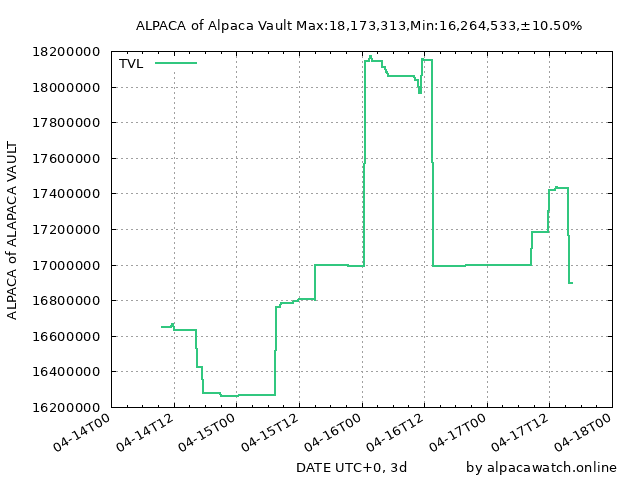 ALPACA of Alpaca Vault Max:18,173,313,Min:16,264,533,±10.50%
TVL
18200000
18000000
17800000
17600000
17400000
17200000
17000000
16800000
16600000
16400000
16200000
ALPACA of ALAPACA VAULT
04-14T00
04-14T12
04-15T00
04-15T12
04-16T00
04-16T12
04-17T00
04-17T12
04-18T00
DATE UTC+0, 3d
by alpacawatch.online